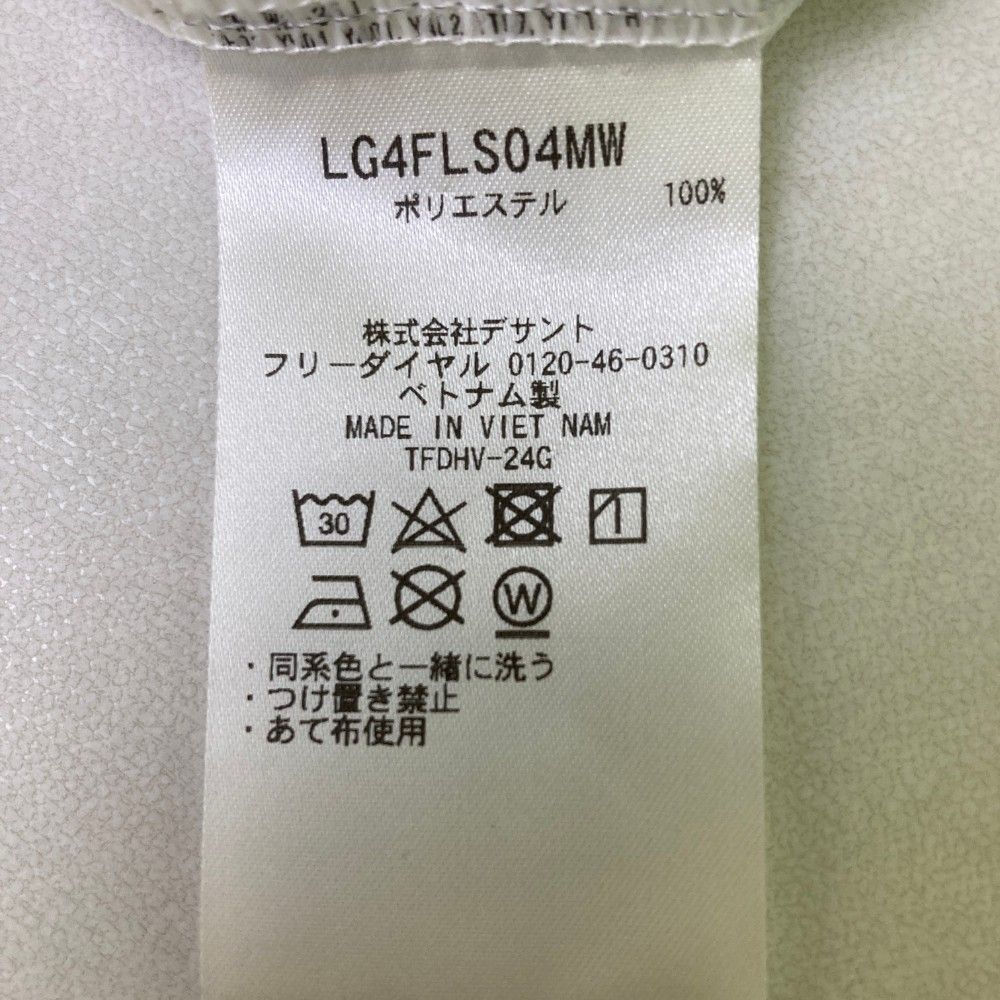 LG4FLS04MW
ポリエステル 100%
株式会社デサント
フリーダイヤル 0120-46-0310
ベトナム製
MADE IN VIET NAM
TFDHV-24G
30
W
・同系色と一緒に洗う
・つけ置き禁止
・あて布使用